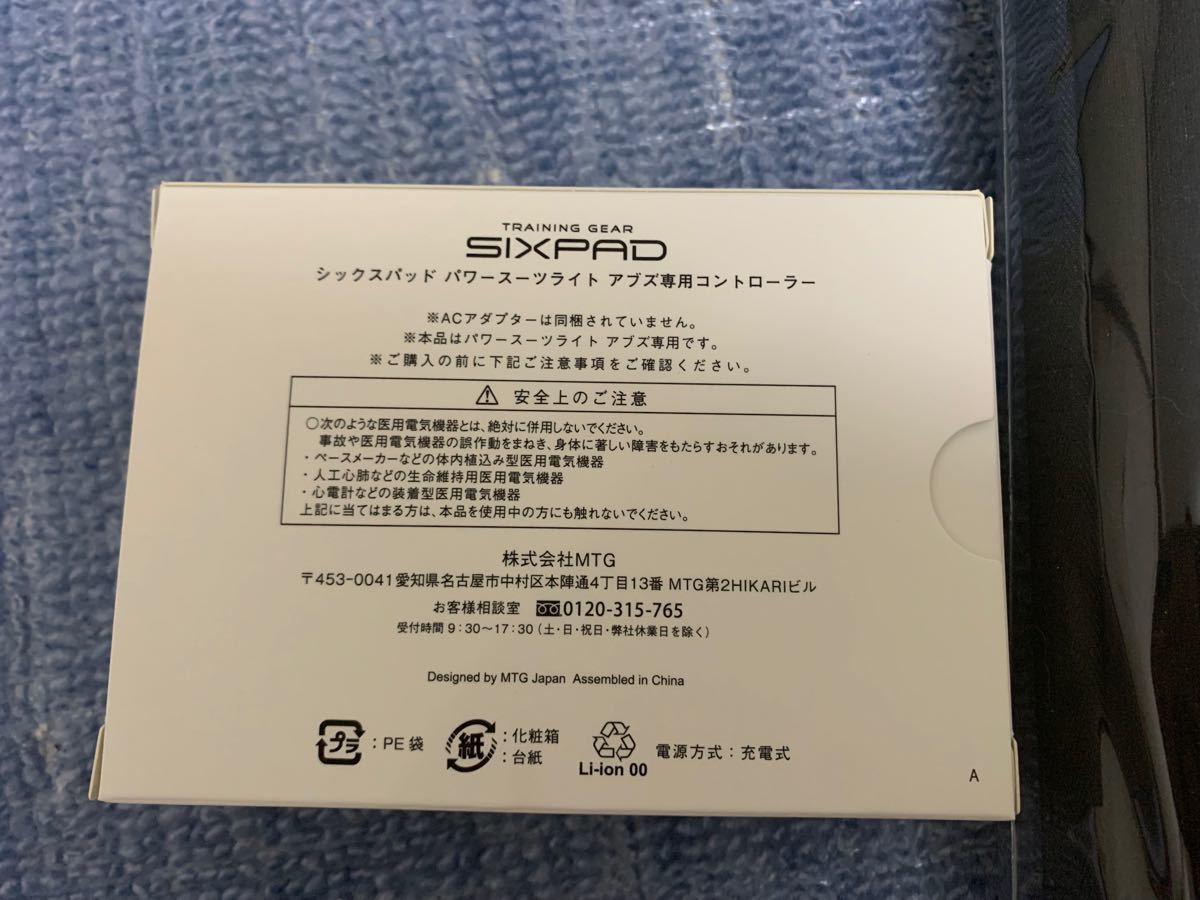 TRAINING GEAR
SIXPAD
シックスパッド パワースーツライト アブズ専用コントローラー
※ACアダプターは同梱されていません。
※本品はパワースーツライト アブズ専用です。
※ご購入の前に下記ご注意事項をご確認ください。
⚠ 安全上のご注意
○次のような医用電気機器とは、絶対に併用しないでください。
事故や医用電気機器の誤作動をまねき、身体に著しい障害をもたらすおそれがあります。
・ペースメーカーなどの体内植込み型医用電気機器
・人工心肺などの生命維持用医用電気機器
・心電計などの装着型医用電気機器
上記に当てはまる方は、本品を使用中の方にも触れないでください。
株式会社MTG
〒453-0041 愛知県名古屋市中村区本陣通4丁目13番 MTG第2HIKARIビル
お客様相談室 0120-315-765
受付時間 9:30〜17:30(土・日・祝日・弊社休業日を除く)
Designed by MTG Japan Assembled in China
プラ:PE袋
紙:化粧箱
:台紙
Li-ion 00
電源方式:充電式
A